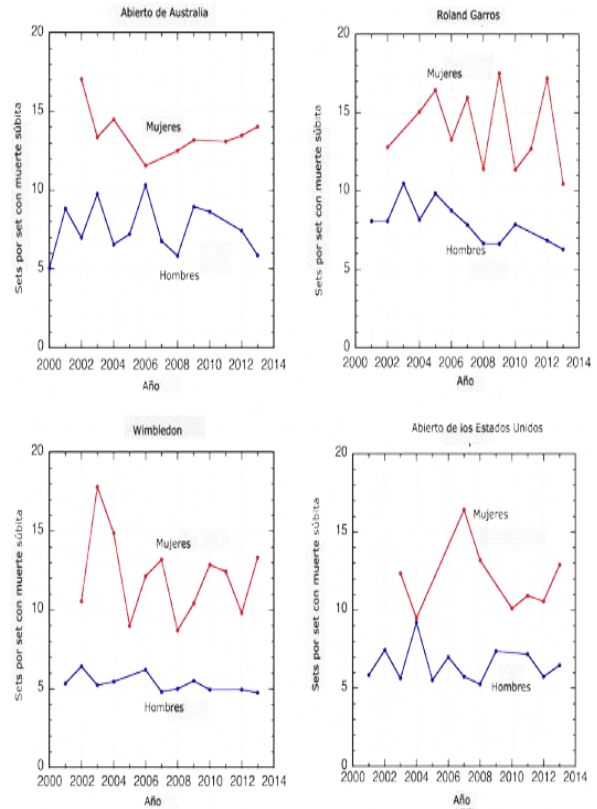 Abierto de Australia
20
15
10
5
0
Sets por set con muerte súbita
Mujeres
Hombres
2000 2002 2004 2006 2008 2010 2012 2014
Año
Roland Garros
20
15
10
5
0
Sets por set con muerte súbita
Mujeres
Hombres
2000 2002 2004 2006 2008 2010 2012 2014
Año
Wimbledon
20
15
10
5
0
Sets por set con muerte súbita
Mujeres
Hombres
2000 2002 2004 2006 2008 2010 2012 2014
Año
Abierto de los Estados Unidos
20
15
10
5
0
Sets por set con muerte súbita
Mujeres
Hombres
2000 2002 2004 2006 2008 2010 2012 2014
Año